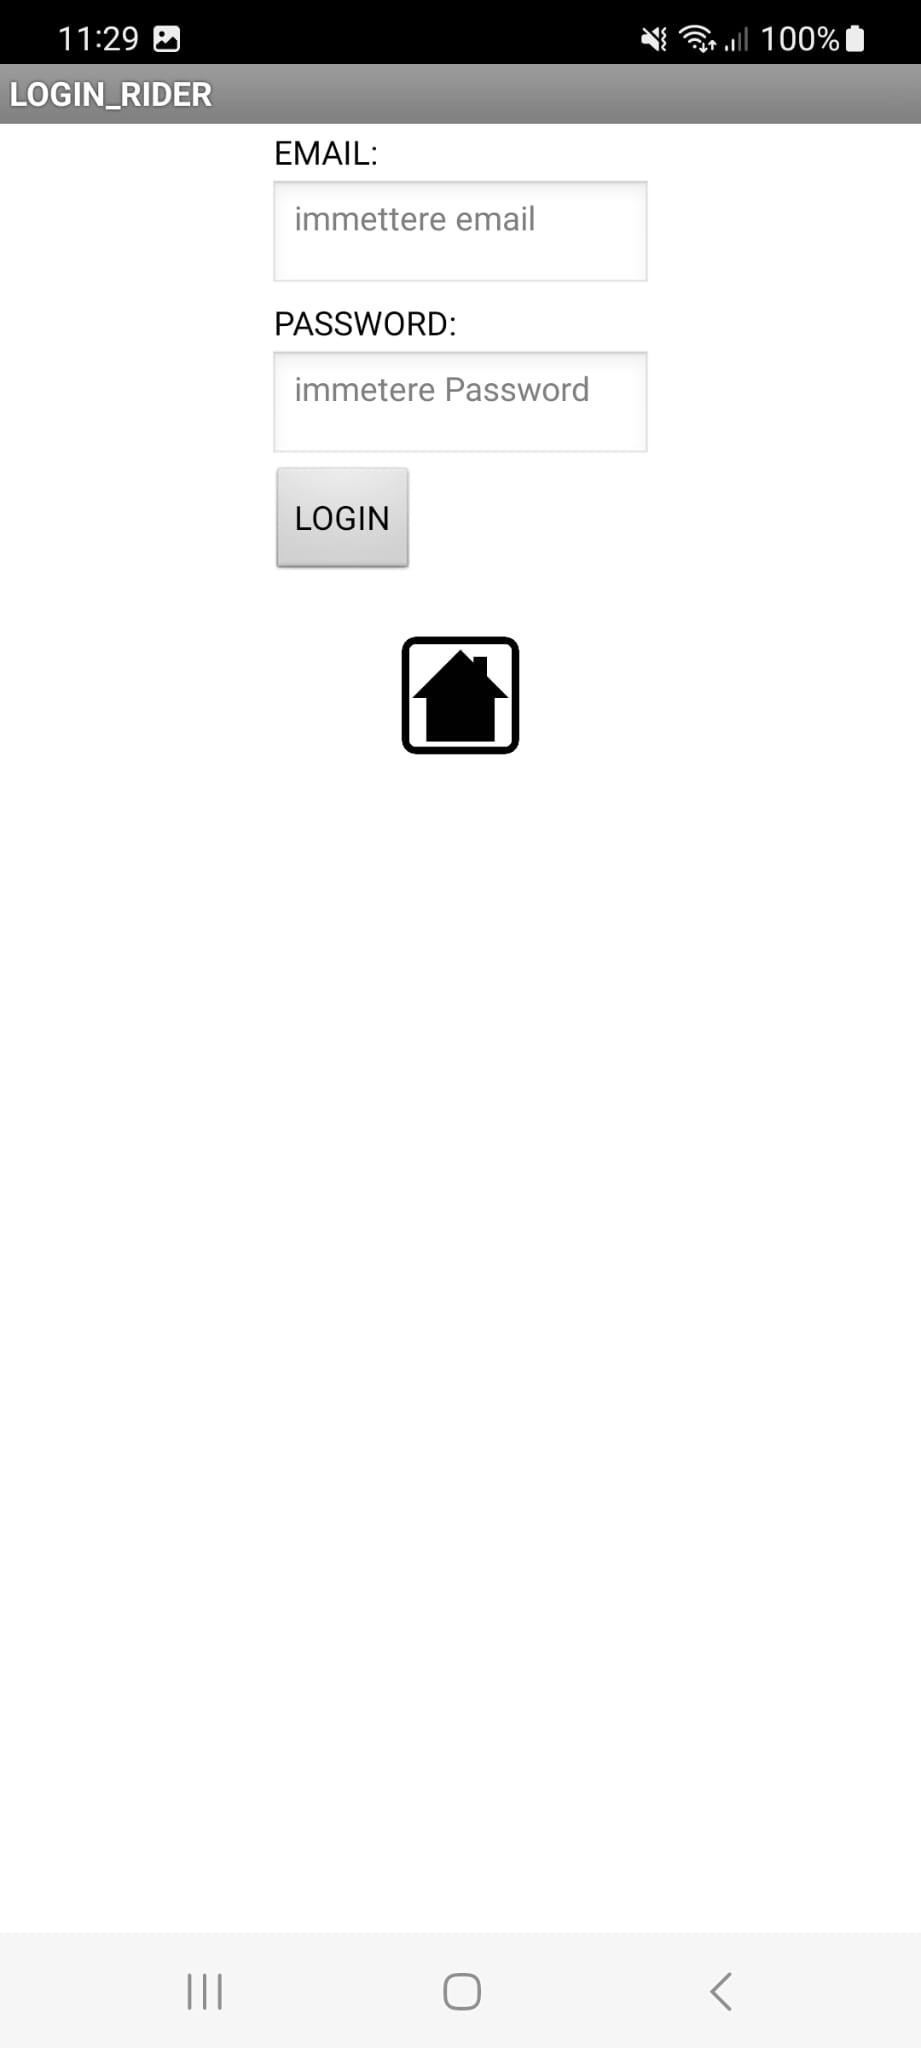 11:29 100%
LOGIN_RIDER
EMAIL:
immettere email
PASSWORD:
immetere Password
LOGIN